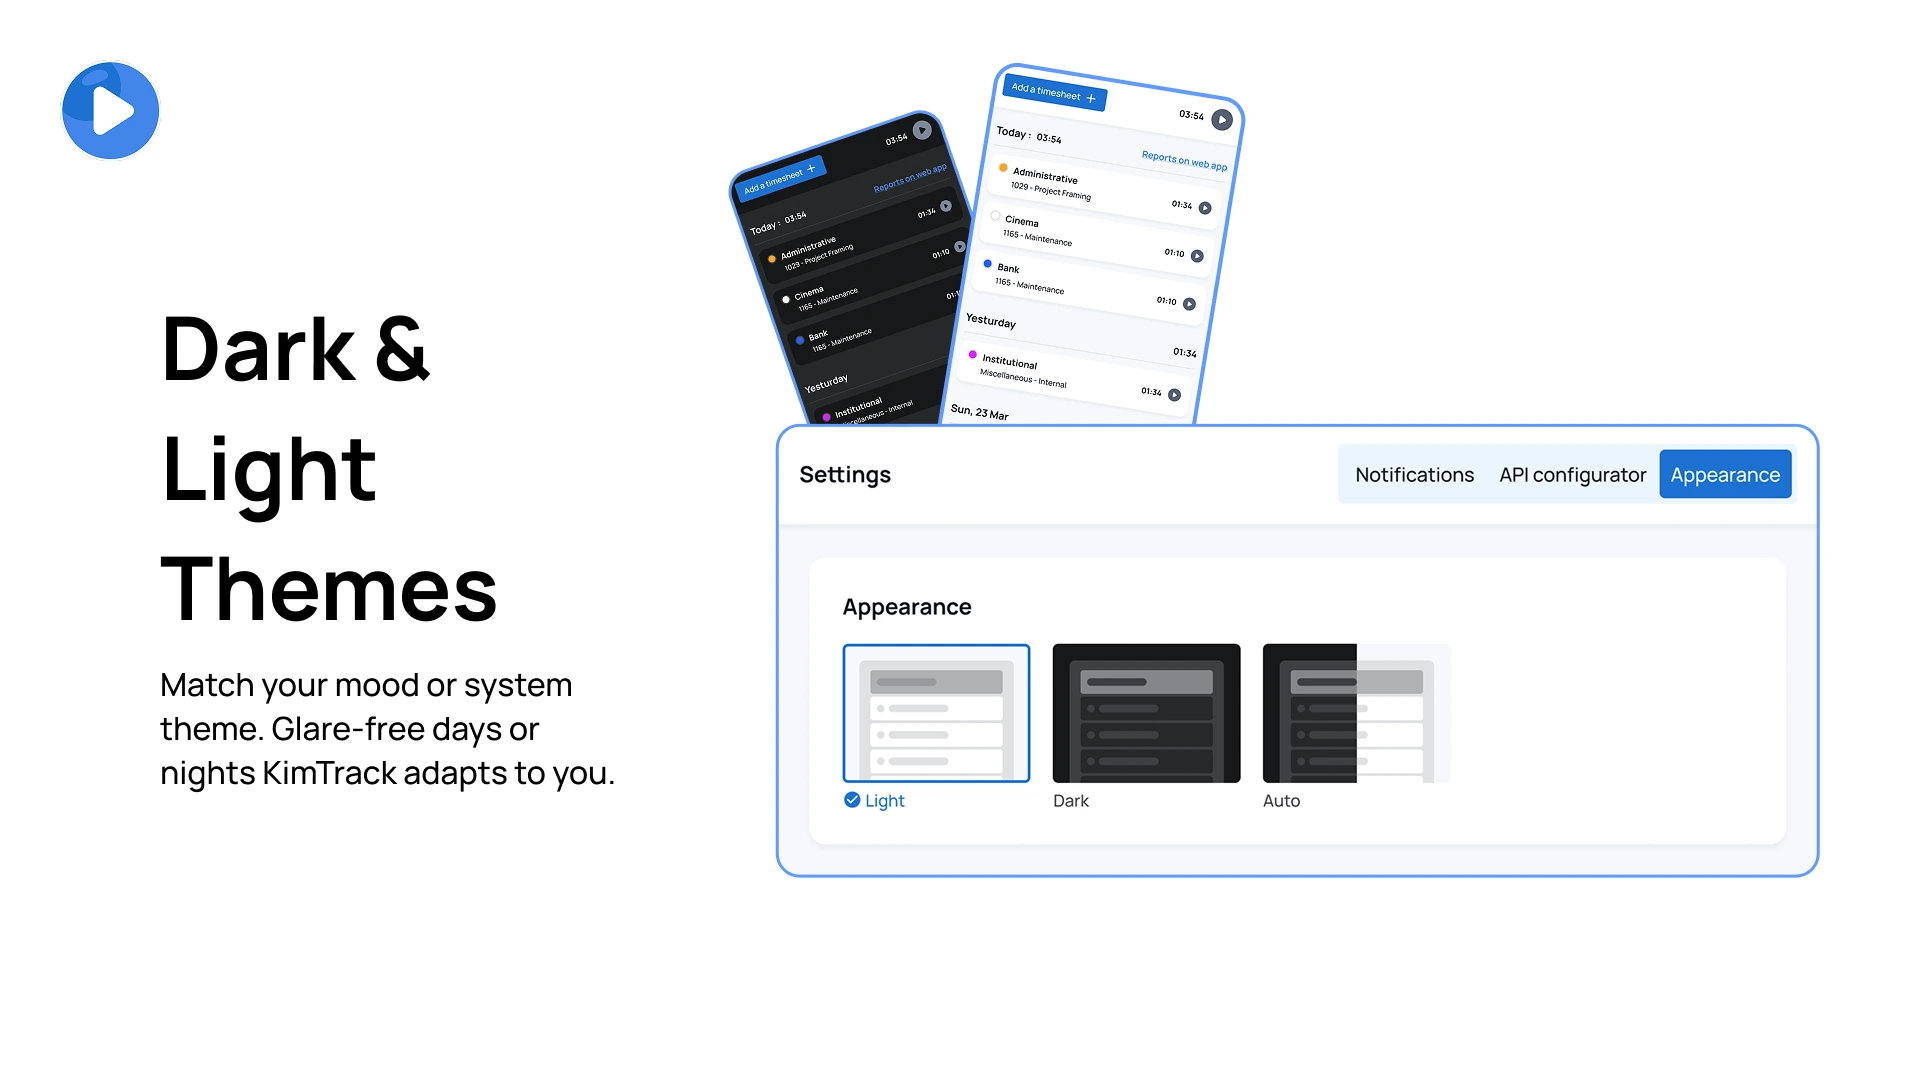 Dark &
Light
Themes
Match your mood or system
theme. Glare-free days or
nights KimTrack adapts to you.
Add a timesheet +
03:54
Reports on web app
Today : 03:54
Administrative
1029 - Project Framing
01:34
Cinema
1165 - Maintenance
01:10
Bank
1165 - Maintenance
Yesturday
Institutional
Miscellaneous - Internal
Add a timesheet +
03:54
Today : 03:54
Reports on web app
Administrative
1029 - Project Framing
01:34
Cinema
1165 - Maintenance
01:10
Bank
1165 - Maintenance
01:10
Yesturday
01:34
Institutional
Miscellaneous - Internal
01:34
Sun, 23 Mar
Settings
Notifications API configurator Appearance
Appearance
Light Dark Auto